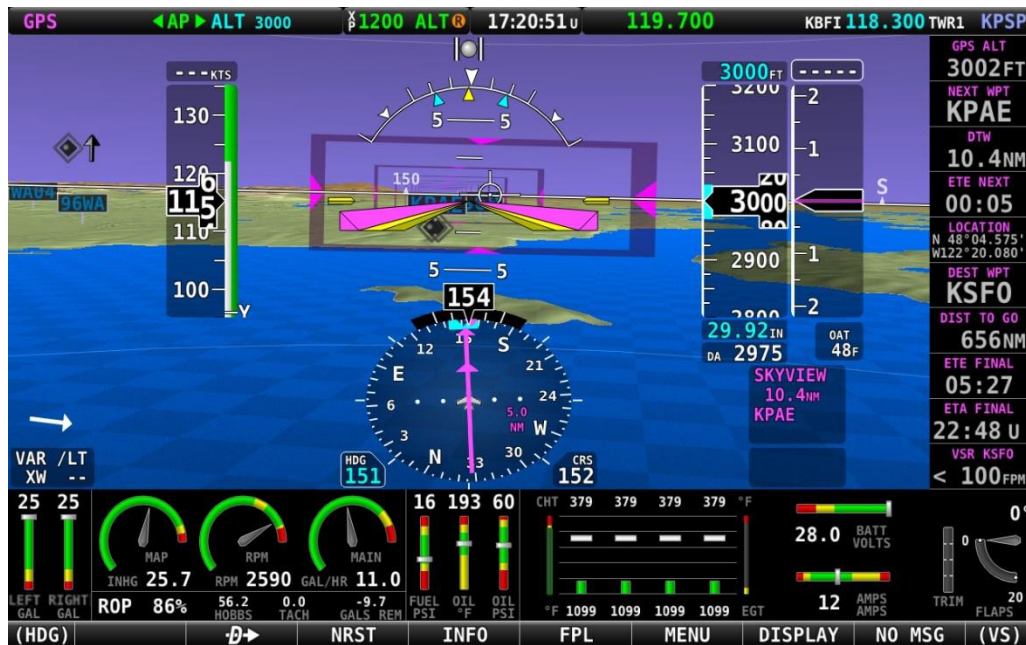 GPS
AP ALT 3000
XP 1200 ALT R
17:20:51 U
119.700
KBFI 118.300 TWR1 KPSP
- - - KTS
130
120
115
6
110
100
Y
WA04
96WA
150
KPAE
5 5
5 5
3000 FT
- - - - -
3200
3100
3000
20
80
2900
2800
2
1
1
2
S
29.92 IN
DA 2975
OAT
48F
SKYVIEW
10.4NM
KPAE
154
12
15
S
21
24
W
30
33
N
3
6
E
5.0
NM
HDG
151
CRS
152
VAR /LT
XW --
GPS ALT
3002FT
NEXT WPT
KPAE
DTW
10.4NM
ETE NEXT
00:05
LOCATION
N 48°04.575'
W122°20.080'
DEST WPT
KSFO
DIST TO GO
656NM
ETE FINAL
05:27
ETA FINAL
22:48 U
VSR KSFO
< 100FPM
25 25
LEFT RIGHT
GAL GAL
MAP
INHG 25.7
RPM
RPM 2590
MAIN
GAL/HR 11.0
ROP 86%
56.2 0.0 -9.7
HOBBS TACH GALS REM
16 193 60
FUEL OIL OIL
PSI °F PSI
CHT 379 379 379 379 °F
°F 1099 1099 1099 1099 EGT
28.0 BATT
VOLTS
12 AMPS
AMPS
TRIM
0°
0
20
FLAPS
(HDG) -D→ NRST INFO FPL MENU DISPLAY NO MSG (VS)